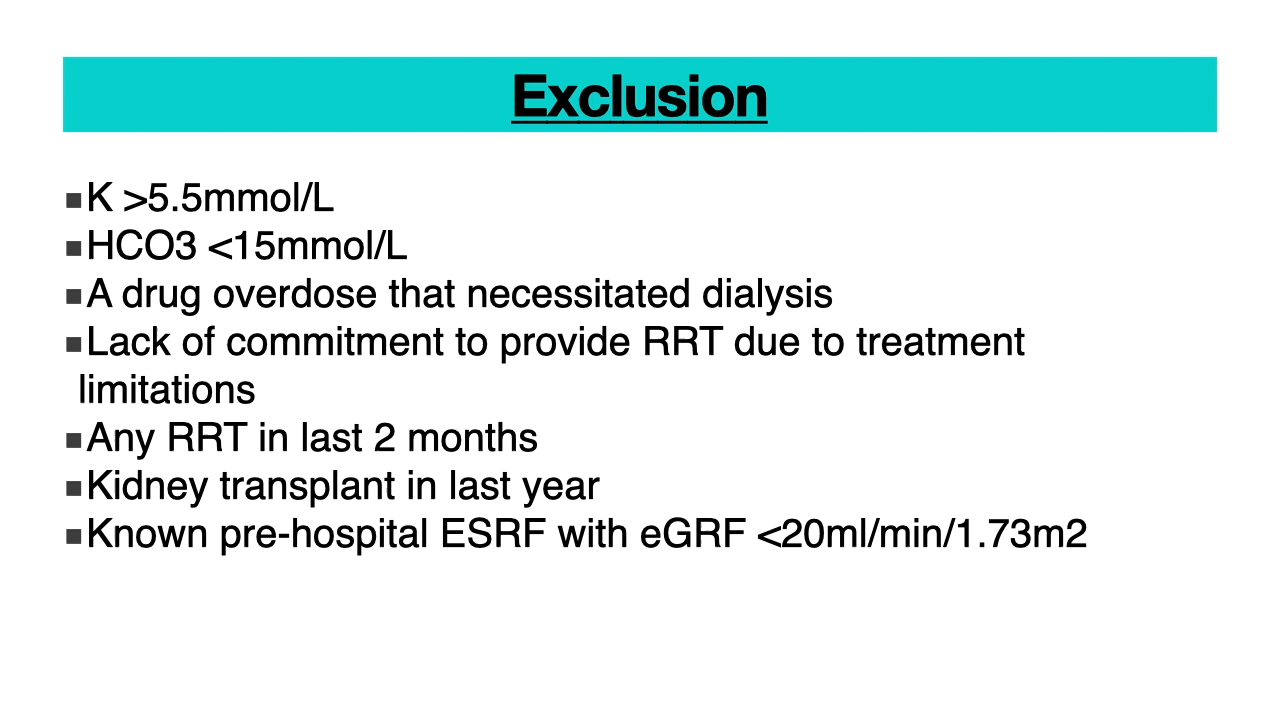 Exclusion
▪K >5.5mmol/L
▪HCO3 <15mmol/L
▪A drug overdose that necessitated dialysis
▪Lack of commitment to provide RRT due to treatment
limitations
▪Any RRT in last 2 months
▪Kidney transplant in last year
▪Known pre-hospital ESRF with eGRF <20ml/min/1.73m2